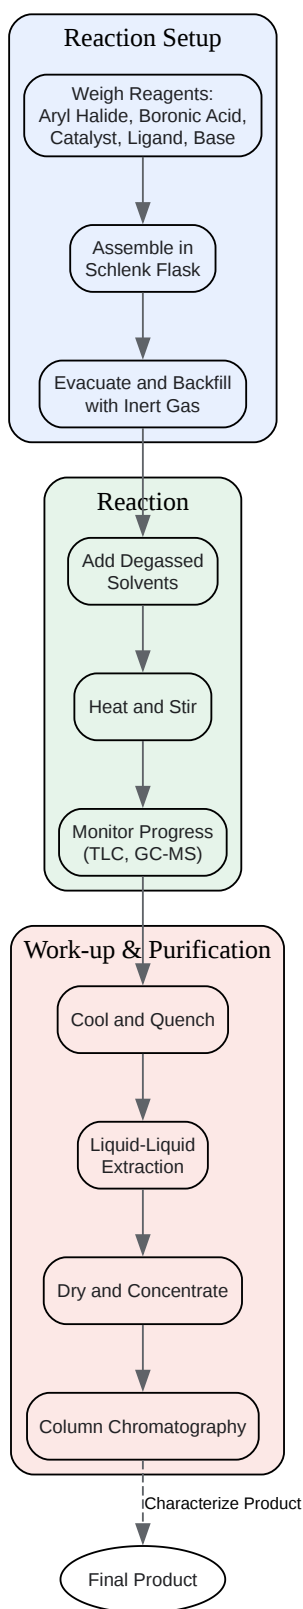 Reaction Setup
Weigh Reagents:
Aryl Halide, Boronic Acid,
Catalyst, Ligand, Base
Assemble in
Schlenk Flask
Evacuate and Backfill
with Inert Gas
Reaction
Add Degassed
Solvents
Heat and Stir
Monitor Progress
(TLC, GC-MS)
Work-up & Purification
Cool and Quench
Liquid-Liquid
Extraction
Dry and Concentrate
Column Chromatography
Characterize Product
Final Product